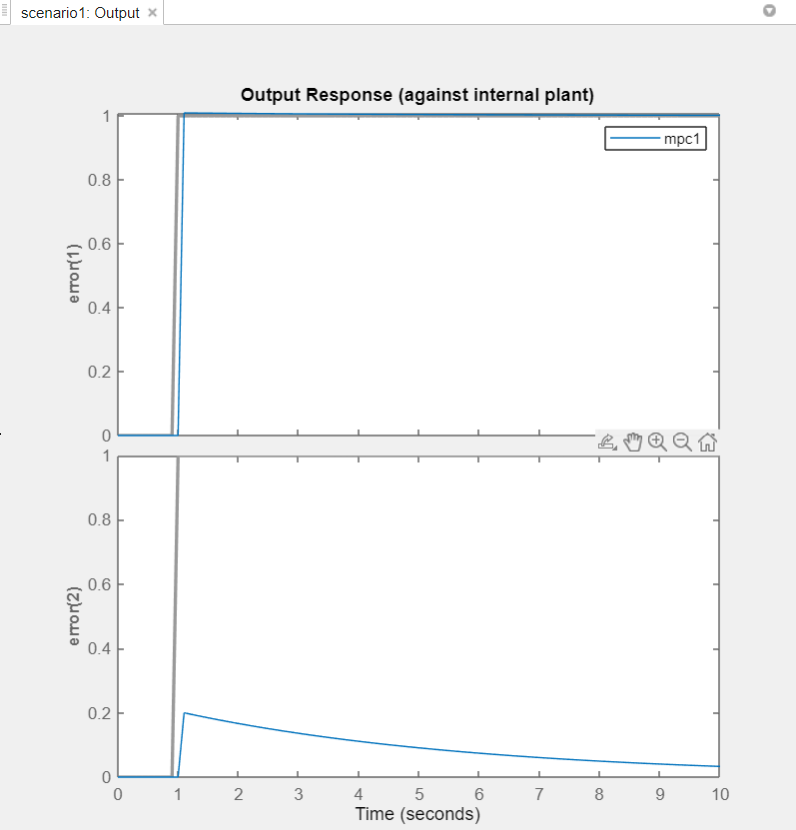 scenario1: Output ×
Output Response (against internal plant)
1
0.8
0.6
0.4
0.2
0
error(1)
mpc1
1
0.8
0.6
0.4
0.2
0
error(2)
0 1 2 3 4 5 6 7 8 9 10
Time (seconds)